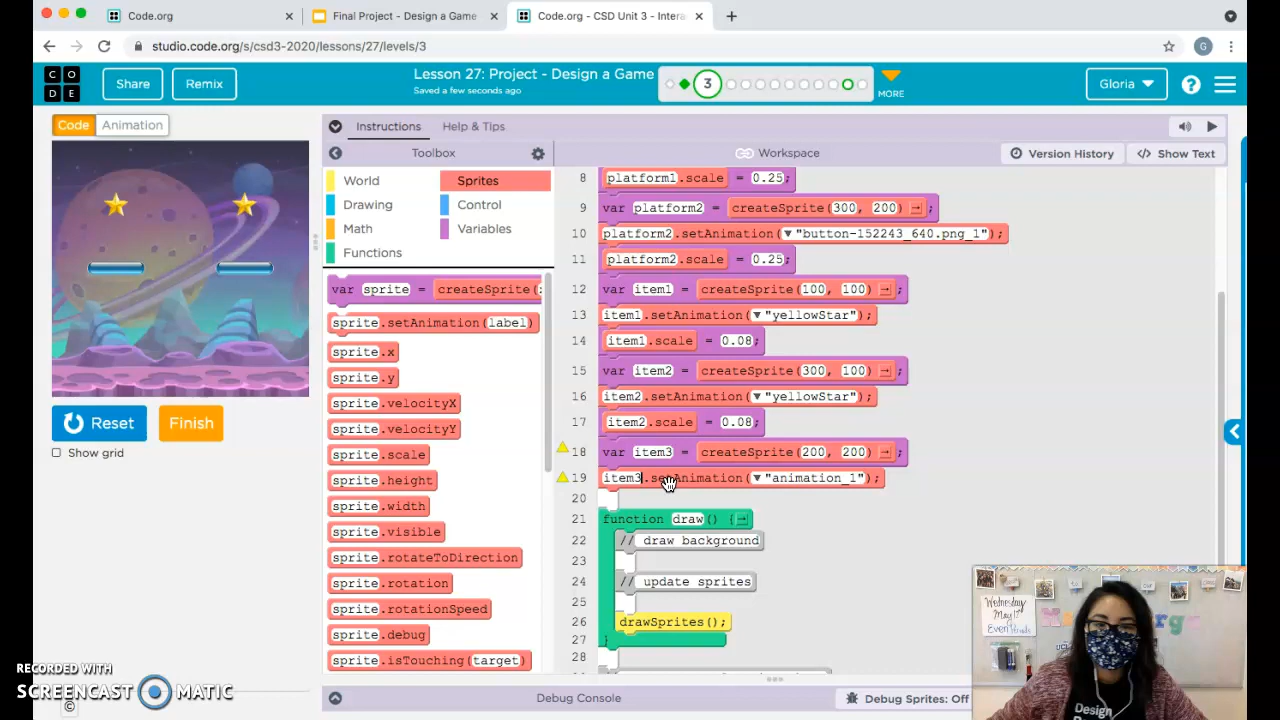 Code.org
Final Project - Design a Game
Code.org - CSD Unit 3 - Intera
studio.code.org/s/csd3-2020/lessons/27/levels/3
G
C O
D E
Share
Remix
Lesson 27: Project - Design a Game
Saved a few seconds ago
3
MORE
Gloria
?
Code
Animation
Instructions
Help & Tips
Toolbox
Workspace
Version History
</> Show Text
World
Sprites
Drawing
Control
Math
Variables
Functions
var sprite = createSprite(
sprite.setAnimation(label)
sprite.x
sprite.y
sprite.velocityX
sprite.velocityY
sprite.scale
sprite.height
sprite.width
sprite.visible
sprite.rotateToDirection
sprite.rotation
sprite.rotationSpeed
sprite.debug
sprite.isTouching(target)
8 platform1.scale = 0.25;
9 var platform2 = createSprite(300, 200);
10 platform2.setAnimation("button-152243_640.png_1");
11 platform2.scale = 0.25;
12 var item1 = createSprite(100, 100);
13 item1.setAnimation("yellowStar");
14 item1.scale = 0.08;
15 var item2 = createSprite(300, 100);
16 item2.setAnimation("yellowStar");
17 item2.scale = 0.08;
18 var item3 = createSprite(200, 200);
19 item3.setAnimation("animation_1");
20
21 function draw() {
22 // draw background
23
24 // update sprites
25
26 drawSprites();
27 }
28
Reset
Finish
Show grid
Debug Console
Debug Sprites: Off
RECORDED WITH
SCREENCAST MATIC
©
Wednesday
Design